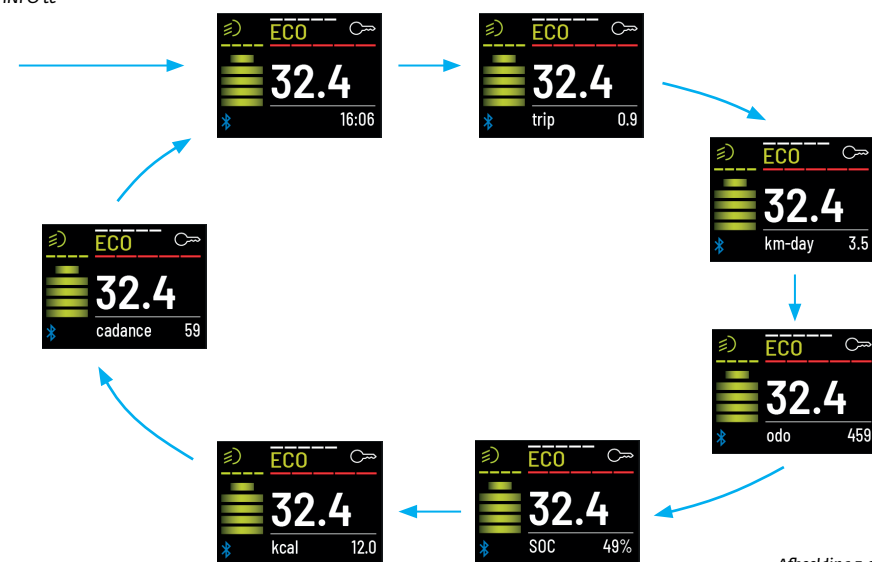 INFO te
ECO
32.4
16:06
ECO
32.4
trip 0.9
ECO
32.4
km-day 3.5
ECO
32.4
odo 459
ECO
32.4
SOC 49%
ECO
32.4
kcal 12.0
ECO
32.4
cadance 59